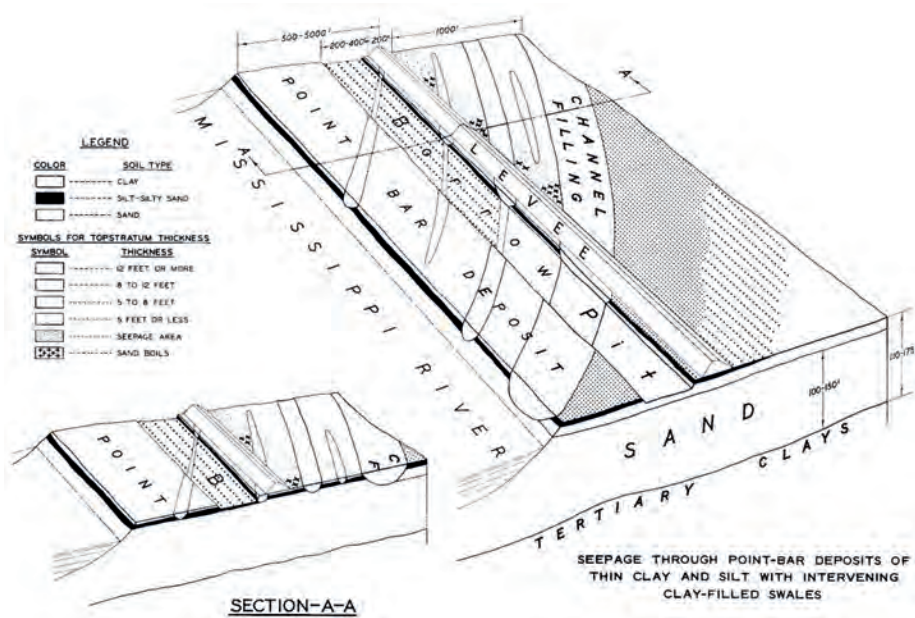 500-5000'
200-400'
200'
1000'
A
POINT
BAR
DEPOSIT
Borrow Pit
LEVEE
CHANNEL
FILLING
A
MISSISSIPPI RIVER
SAND
100-150'
TERTIARY CLAYS
LEGEND
COLOR SOIL TYPE
CLAY
SILT-SILTY SAND
SAND
SYMBOLS FOR TOPSTRATUM THICKNESS
SYMBOL THICKNESS
12 FEET OR MORE
8 TO 12 FEET
5 TO 8 FEET
5 FEET OR LESS
SEEPAGE AREA
SAND BOILS
POINT
B
C
F
SECTION-A-A
SEEPAGE THROUGH POINT-BAR DEPOSITS OF
THIN CLAY AND SILT WITH INTERVENING
CLAY-FILLED SWALES